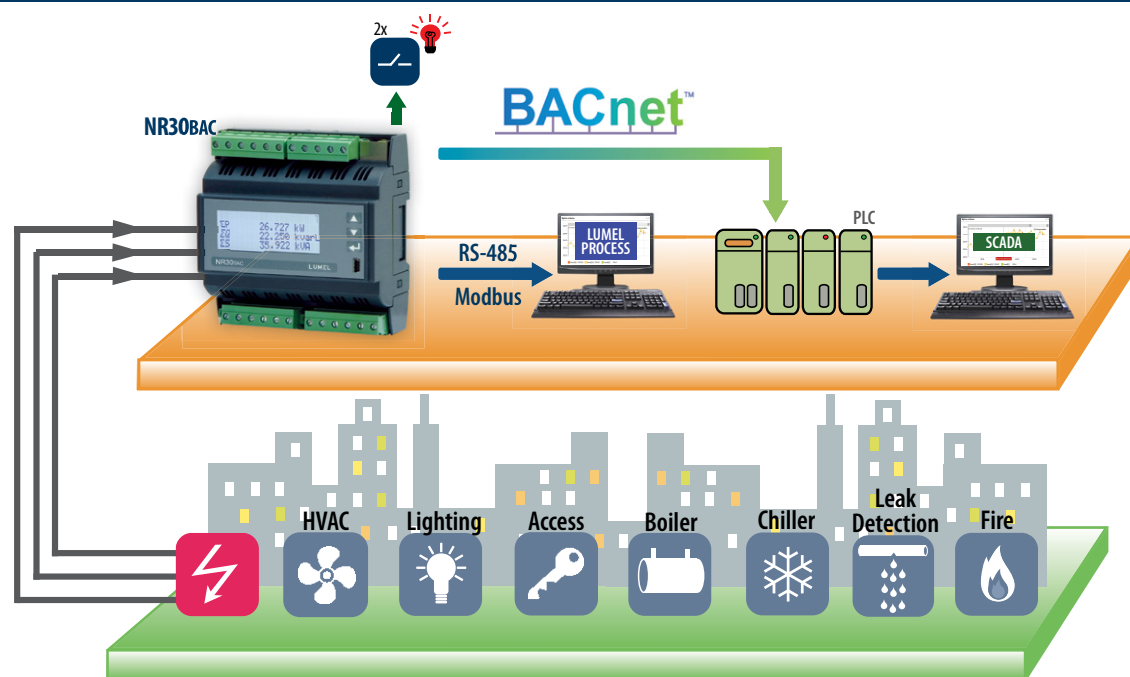 2x
BACnet™
NR30BAC
PLC
26.727 kW
22.250 kvar
35.922 kVA
NR30BAC
LUMEL
RS-485
Modbus
LUMEL
PROCESS
SCADA
HVAC
Lighting
Access
Boiler
Chiller
Leak
Detection
Fire